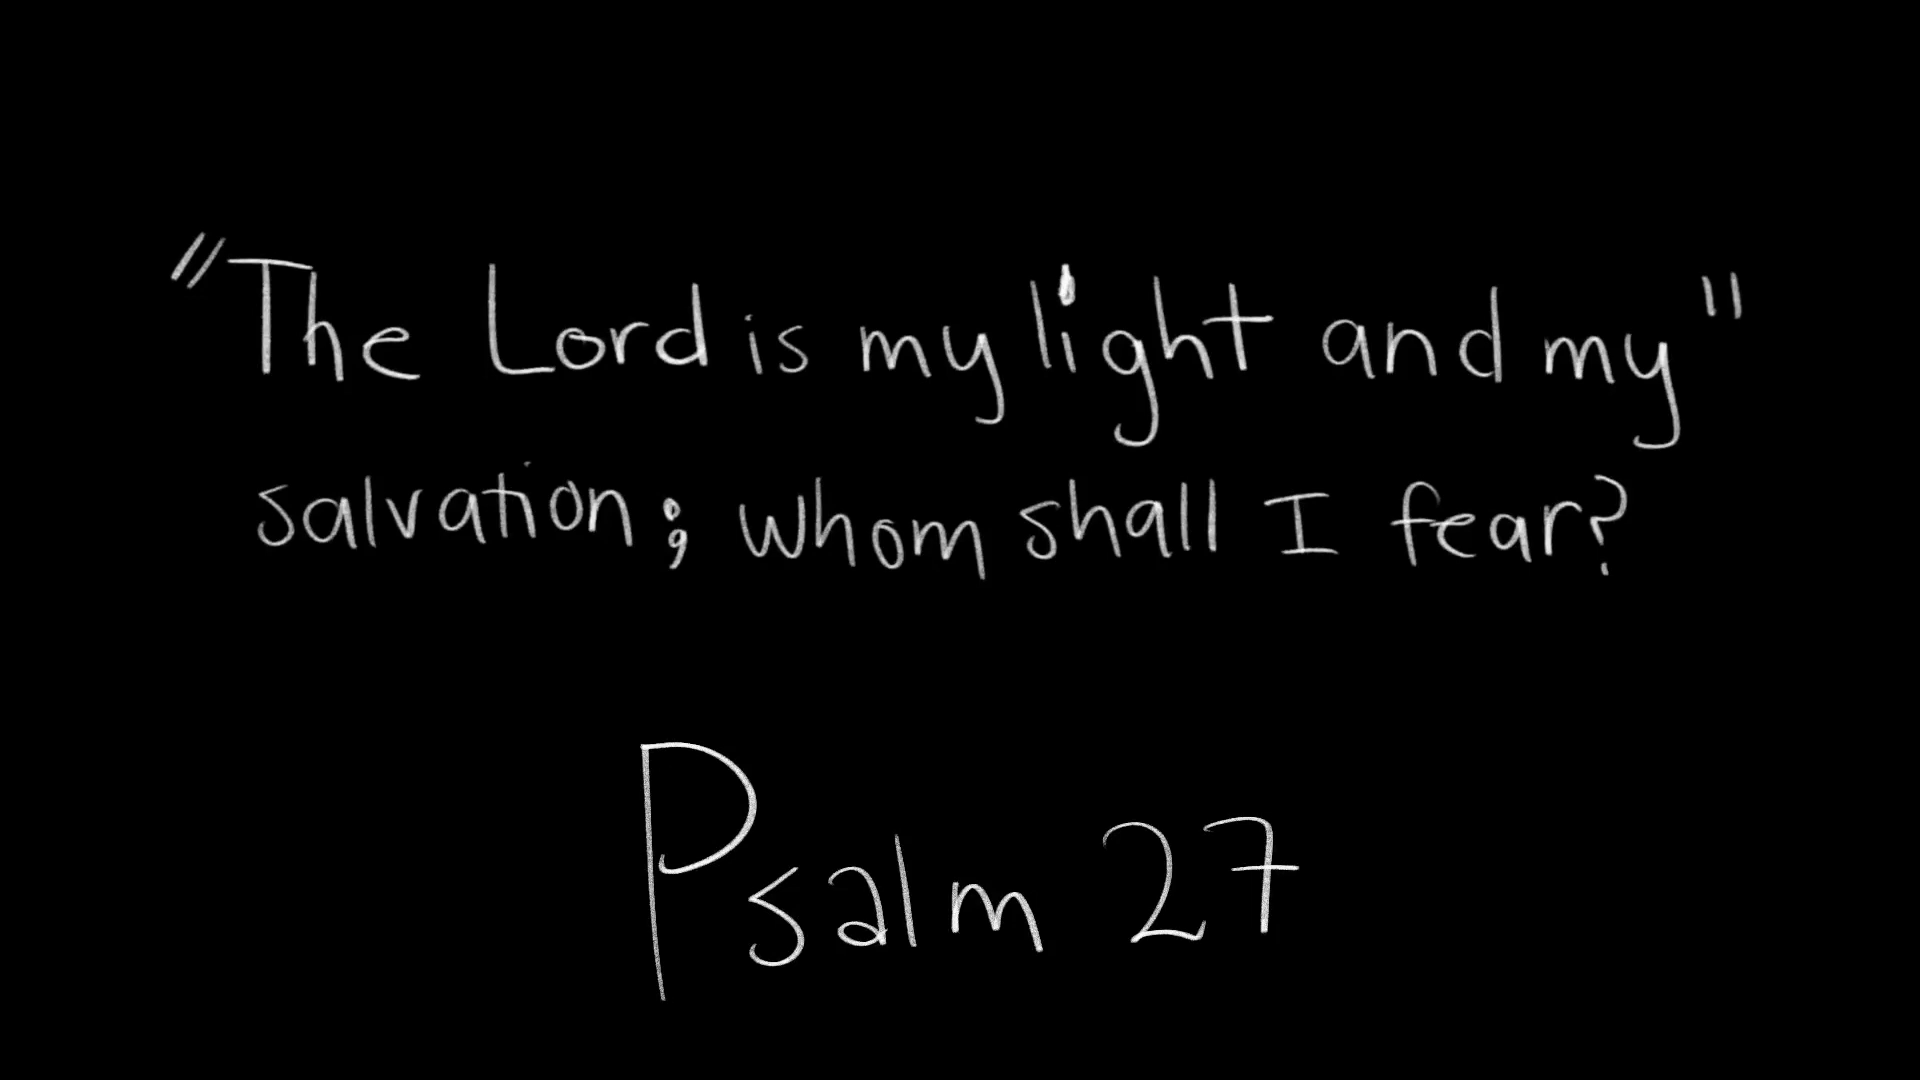 "The Lord is my light and my"
salvation; whom shall I fear?
Psalm 27